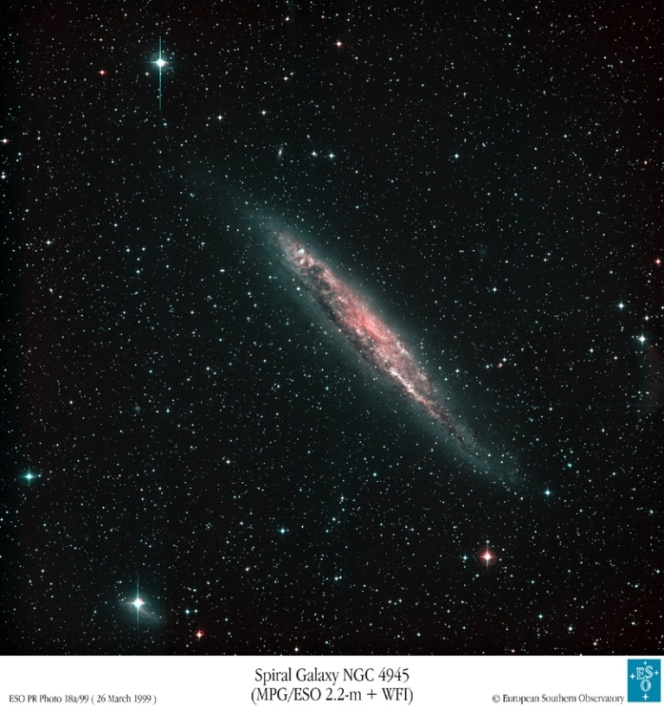 Spiral Galaxy NGC 4945
(MPG/ESO 2.2-m + WFI)
ESO PR Photo 18a/99 ( 26 March 1999 )
© European Southern Observatory
ESO